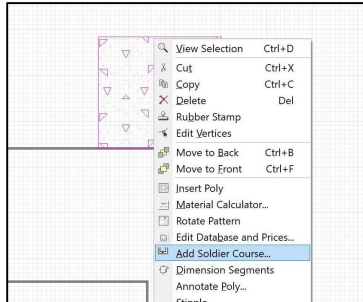 View Selection Ctrl+D
Cut Ctrl+X
Copy Ctrl+C
Delete Del
Rubber Stamp
Edit Vertices
Move to Back Ctrl+B
Move to Front Ctrl+F
Insert Poly
Material Calculator...
Rotate Pattern
Edit Database and Prices...
Add Soldier Course...
Dimension Segments
Annotate Poly...
Stipple